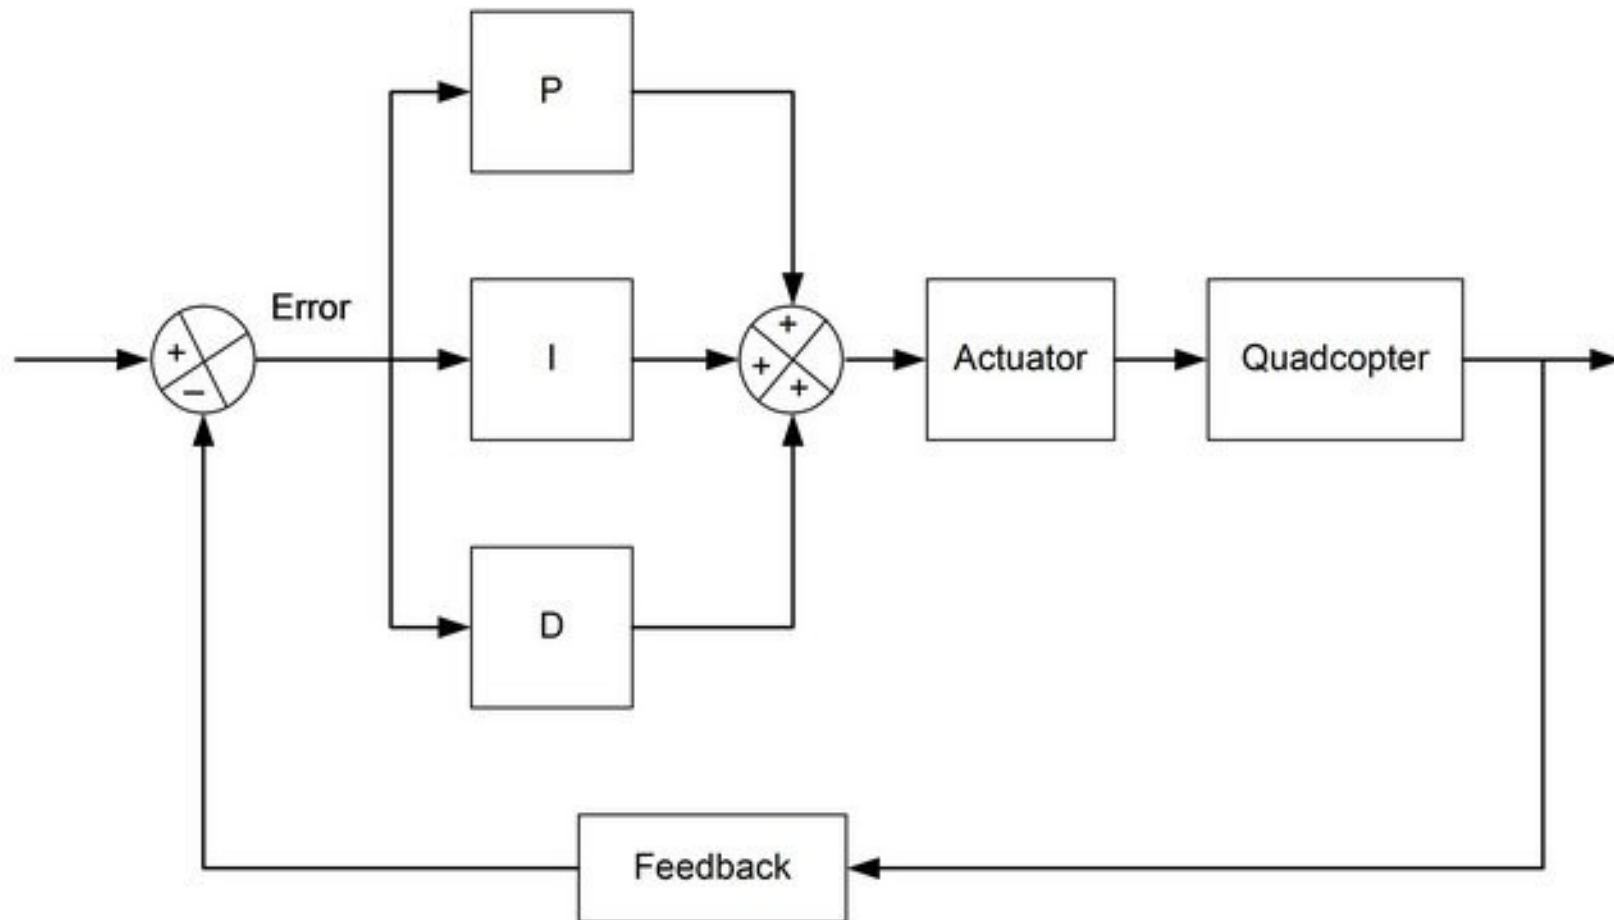 P
Error
+
−
I
+
+
+
Actuator
Quadcopter
D
Feedback